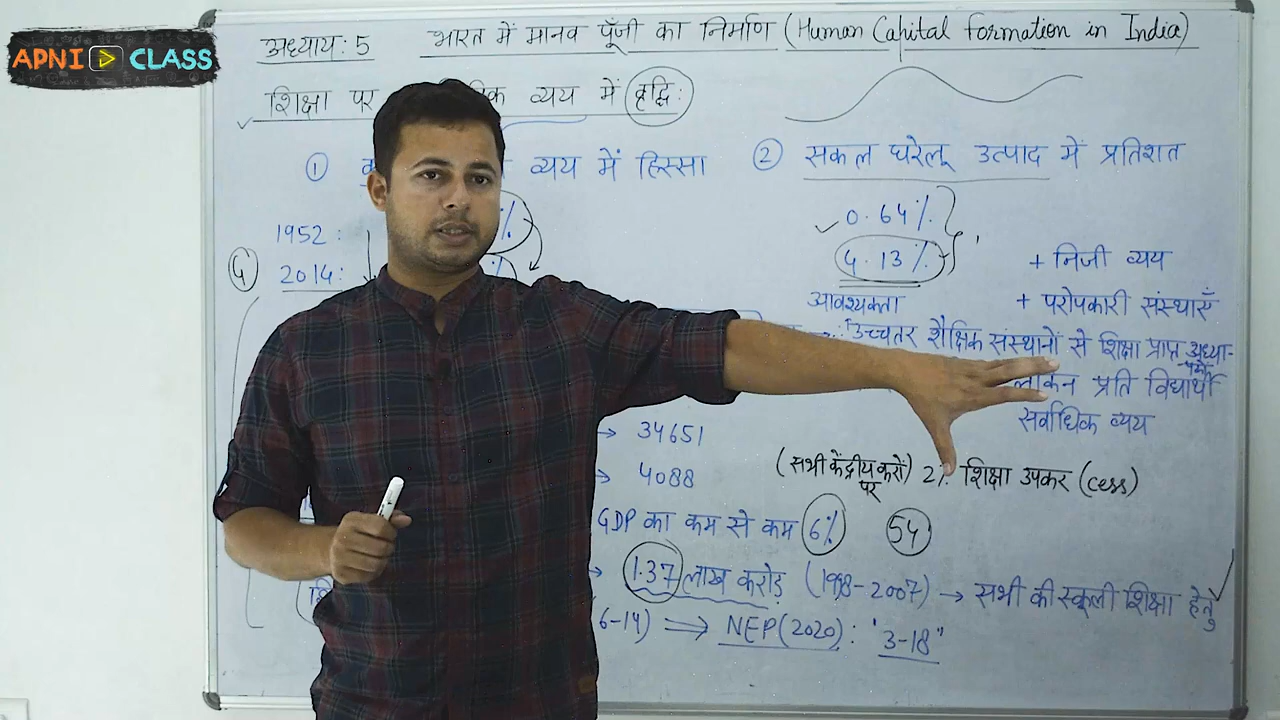 APNI CLASS
अध्याय: 5 भारत में मानव पूँजी का निर्माण (Human Capital Formation in India)
शिक्षा पर व्यय में वृद्धि:
① व्यय में हिस्सा
② सकल घरेलू उत्पाद में प्रतिशत
1952 : % 0.64%
2014: % 4.13%
+ निजी व्यय
आवश्यकता + परोपकारी संस्थाएँ
उच्चतर शैक्षिक संस्थानों से शिक्षा प्राप्त अध्या-
प्रति विद्यार्थी
सर्वाधिक व्यय
→ 34651
→ 4088 (सभी केंद्रीय करों पर) 2% शिक्षा उपकर (cess)
GDP का कम से कम 6% 54
→ 1.37 लाख करोड़ (1998-2007) → सभी की स्कूली शिक्षा हेतु
6-14) ⇒ NEP(2020): "3-18"